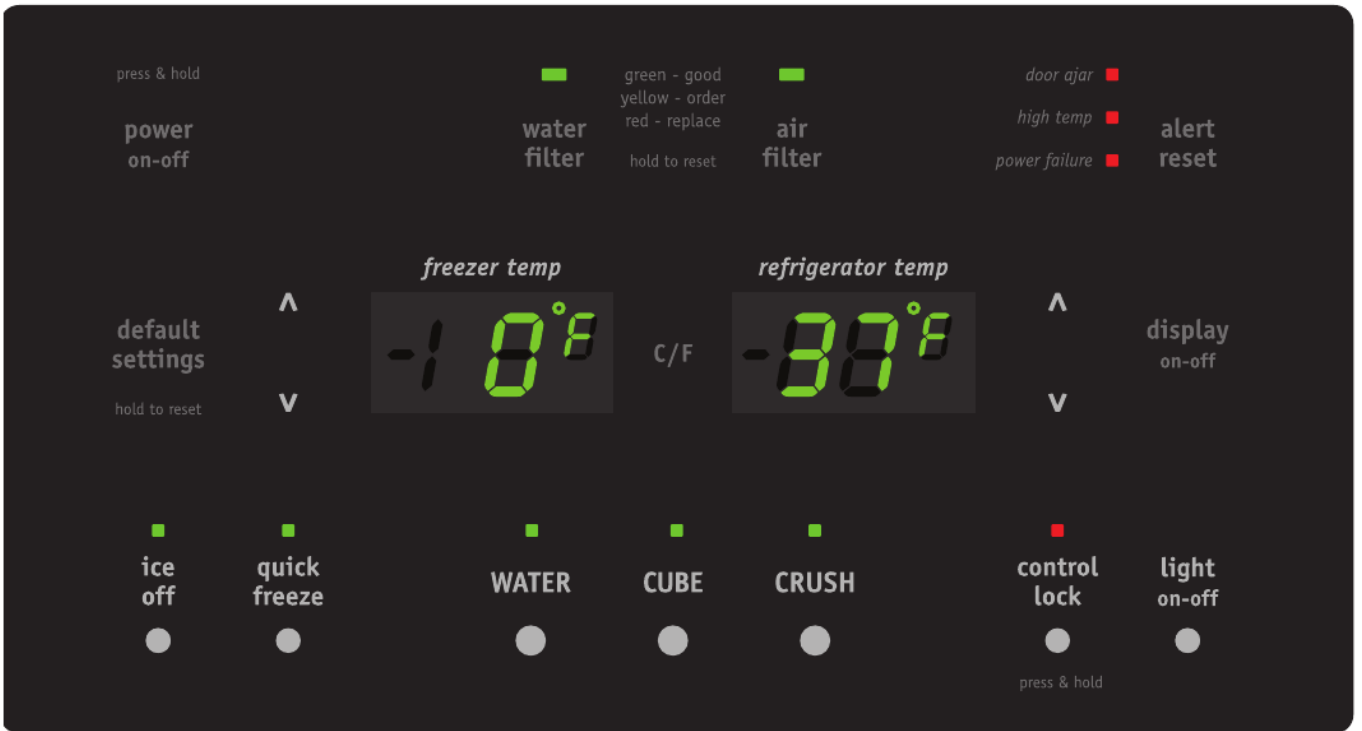 press & hold
power
on-off
water
filter
green - good
yellow - order
red - replace
hold to reset
air
filter
door ajar
high temp
power failure
alert
reset
default
settings
hold to reset
^
v
freezer temp
0°F
C/F
refrigerator temp
37°F
^
v
display
on-off
ice
off
quick
freeze
WATER
CUBE
CRUSH
control
lock
press & hold
light
on-off